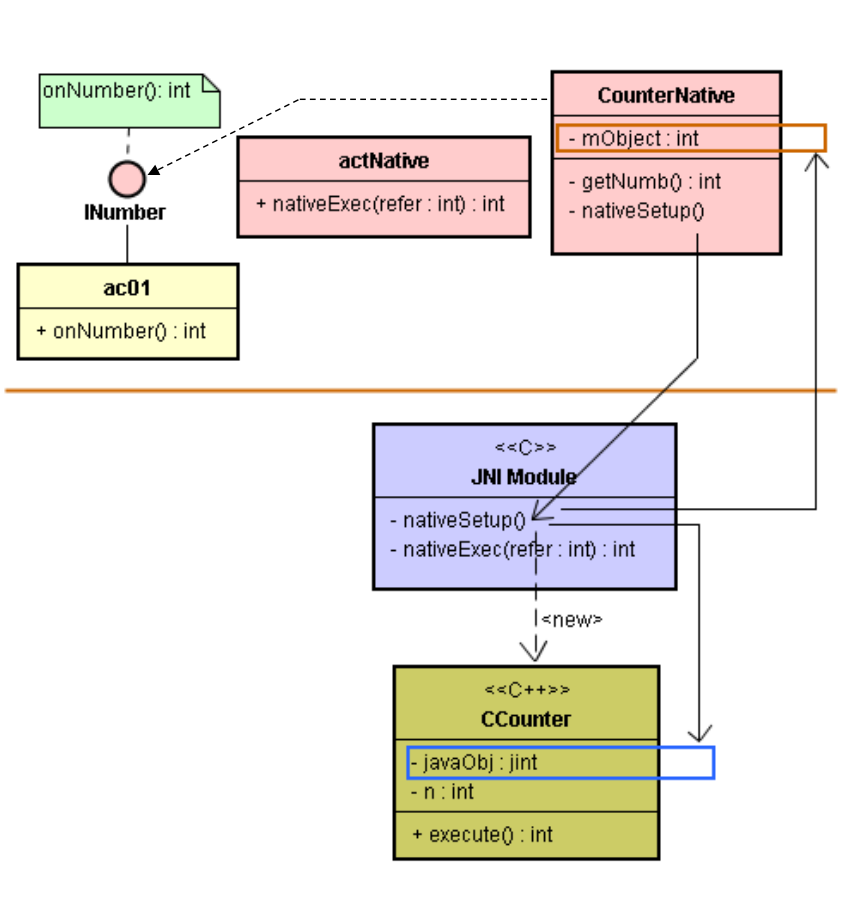 onNumber(): int
INumber
ac01
+ onNumber() : int
actNative
+ nativeExec(refer : int) : int
CounterNative
- mObject : int
- getNumb() : int
- nativeSetup()
<<C>>
JNI Module
- nativeSetup()
- nativeExec(refer : int) : int
<new>
<<C++>>
CCounter
- javaObj : jint
- n : int
+ execute() : int